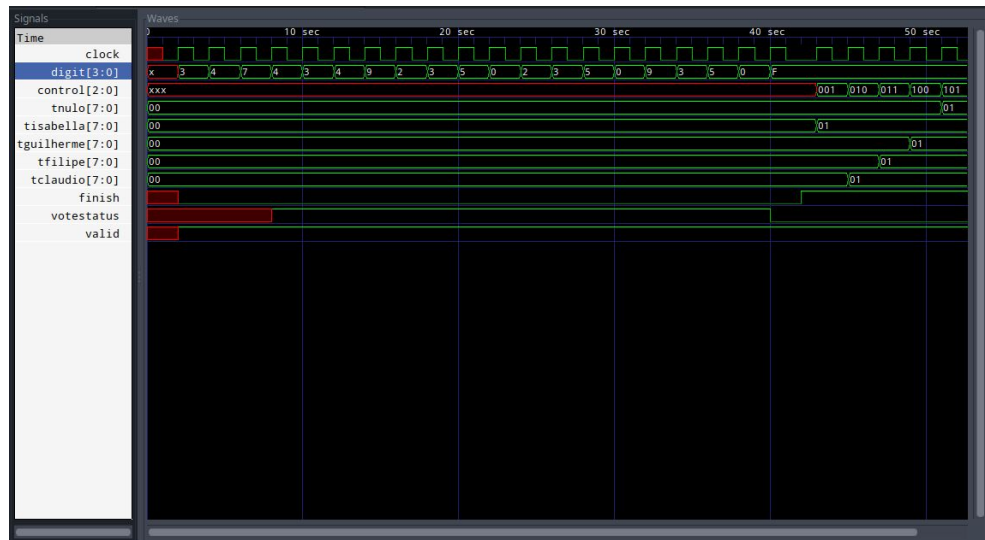 Signals
Waves
Time
0 10 sec 20 sec 30 sec 40 sec 50 sec
clock
digit[3:0] x 3 4 7 4 3 4 9 2 3 5 0 2 3 5 0 9 3 5 0 F
control[2:0] xxx 001 010 011 100 101
tnulo[7:0] 00 01
tisabella[7:0] 00 01
tguilherme[7:0] 00 01
tfilipe[7:0] 00 01
tclaudio[7:0] 00 01
finish
votestatus
valid